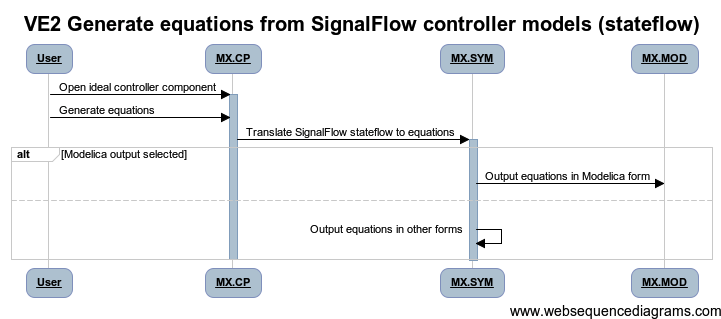 VE2 Generate equations from SignalFlow controller models (stateflow)
User MX.CP MX.SYM MX.MOD
Open ideal controller component
Generate equations
Translate SignalFlow stateflow to equations
alt [Modelica output selected]
Output equations in Modelica form
Output equations in other forms
User MX.CP MX.SYM MX.MOD
www.websequencediagrams.com